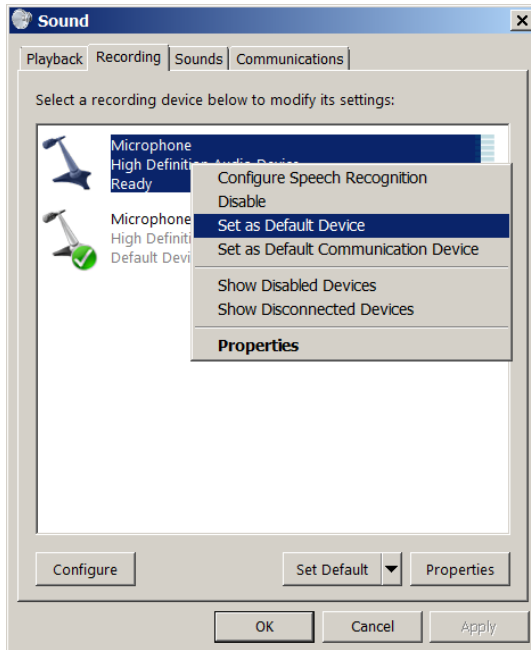 Sound
Playback Recording Sounds Communications
Select a recording device below to modify its settings:
Microphone
High Definition Audio Device
Ready
Configure Speech Recognition
Disable
Microphone
Set as Default Device
High Definiti
Set as Default Communication Device
Default Devi
Show Disabled Devices
Show Disconnected Devices
Properties
Configure Set Default Properties
OK Cancel Apply